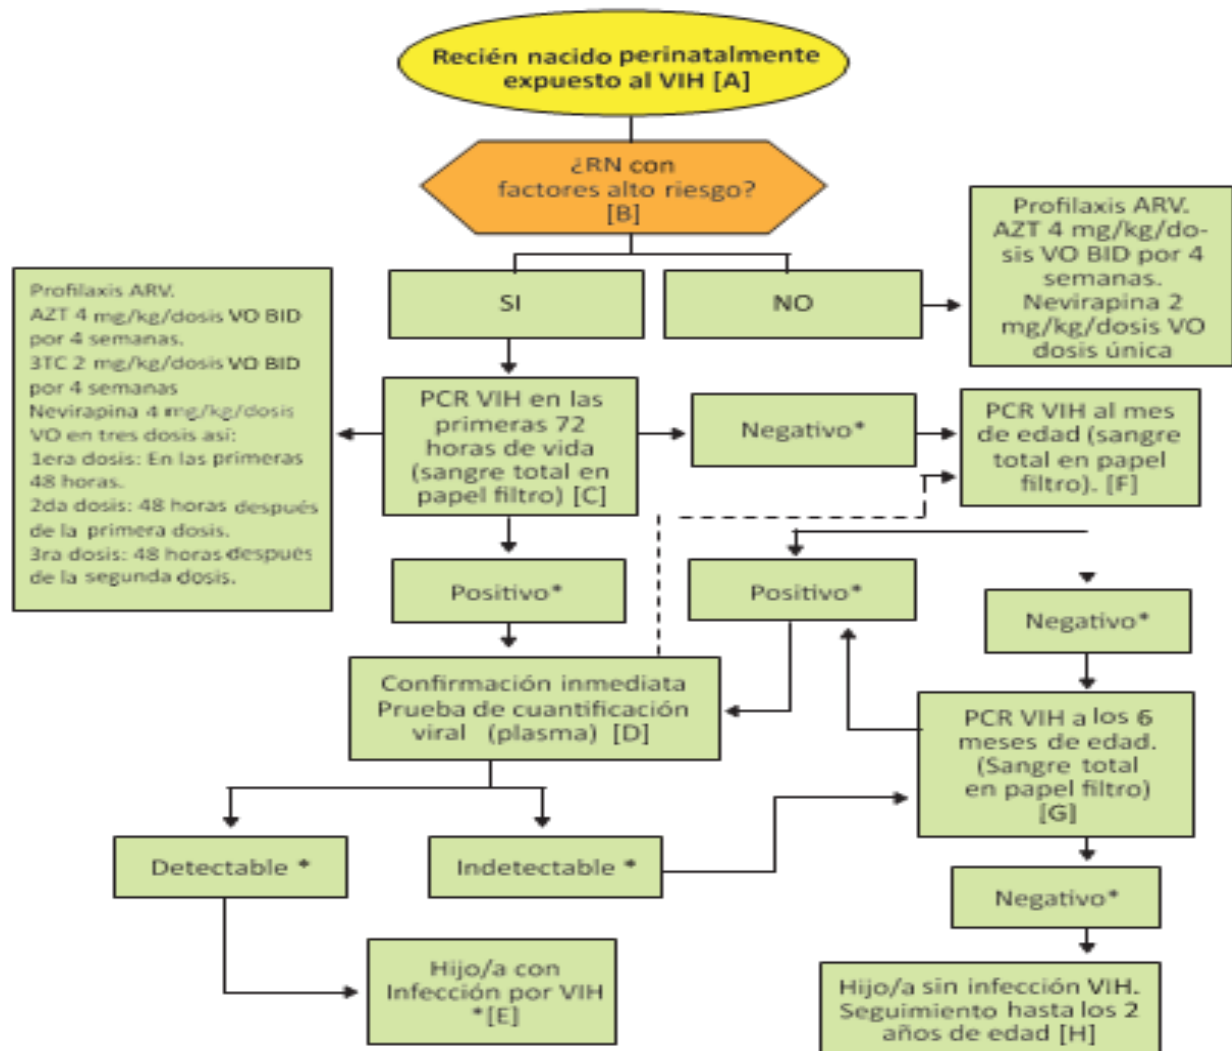 Recién nacido perinatalmente
expuesto al VIH [A]
¿RN con
factores alto riesgo?
[B]
SI
NO
Profilaxis ARV.
AZT 4 mg/kg/do-
sis VO BID por 4
semanas.
Nevirapina 2
mg/kg/dosis VO
dosis única
Profilaxis ARV.
AZT 4 mg/kg/dosis VO BID
por 4 semanas.
3TC 2 mg/kg/dosis VO BID
por 4 semanas
Nevirapina 4 mg/kg/dosis
VO en tres dosis así:
1era dosis: En las primeras
48 horas.
2da dosis: 48 horas después
de la primera dosis.
3ra dosis: 48 horas después
de la segunda dosis.
PCR VIH en las
primeras 72
horas de vida
(sangre total en
papel filtro) [C]
Negativo*
PCR VIH al mes
de edad (sangre
total en papel
filtro). [F]
Positivo*
Positivo*
Negativo*
Confirmación inmediata
Prueba de cuantificación
viral (plasma) [D]
PCR VIH a los 6
meses de edad.
(Sangre total
en papel filtro)
[G]
Detectable *
Indetectable *
Negativo*
Hijo/a con
Infección por VIH
*[E]
Hijo/a sin infección VIH.
Seguimiento hasta los 2
años de edad [H]